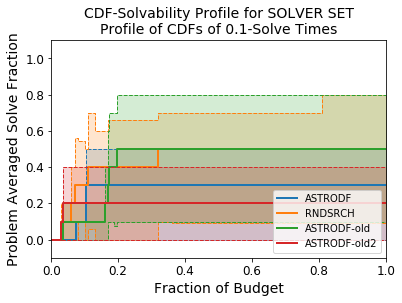 CDF-Solvability Profile for SOLVER SET
Profile of CDFs of 0.1-Solve Times
Problem Averaged Solve Fraction
1.0
0.8
0.6
0.4
0.2
0.0
ASTRODF
RNDSRCH
ASTRODF-old
ASTRODF-old2
0.0 0.2 0.4 0.6 0.8 1.0
Fraction of Budget